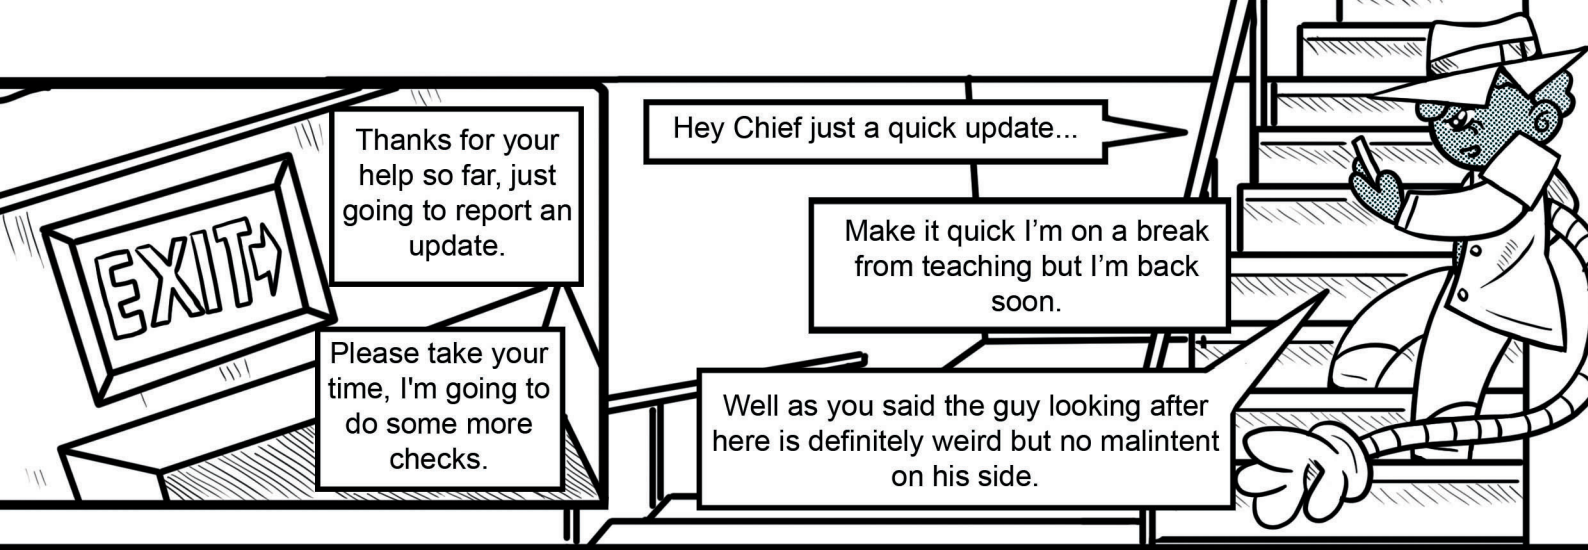 EXIT
Thanks for your
help so far, just
going to report an
update.
Please take your
time, I'm going to
do some more
checks.
Hey Chief just a quick update...
Make it quick I’m on a break
from teaching but I’m back
soon.
Well as you said the guy looking after
here is definitely weird but no malintent
on his side.